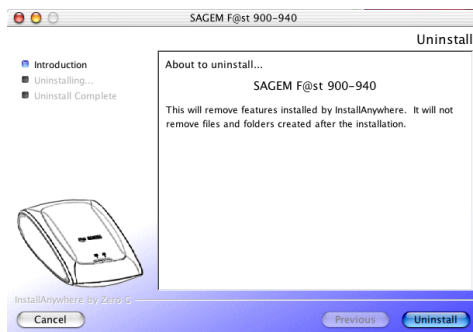 SAGEM F@st 900-940
Uninstall
Introduction
Uninstalling...
Uninstall Complete
About to uninstall...
SAGEM F@st 900-940
This will remove features installed by InstallAnywhere. It will not
remove files and folders created after the installation.
InstallAnywhere by Zero G
Cancel
Previous
Uninstall